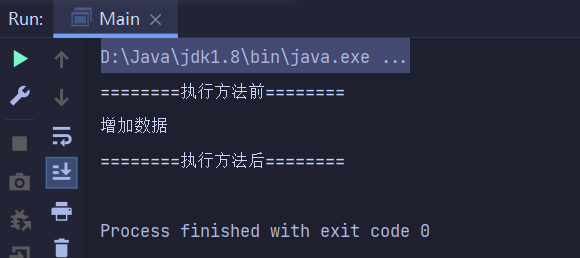 Run: Main ×
D:\Java\jdk1.8\bin\java.exe ...
========执行方法前========
增加数据
========执行方法后========
Process finished with exit code 0